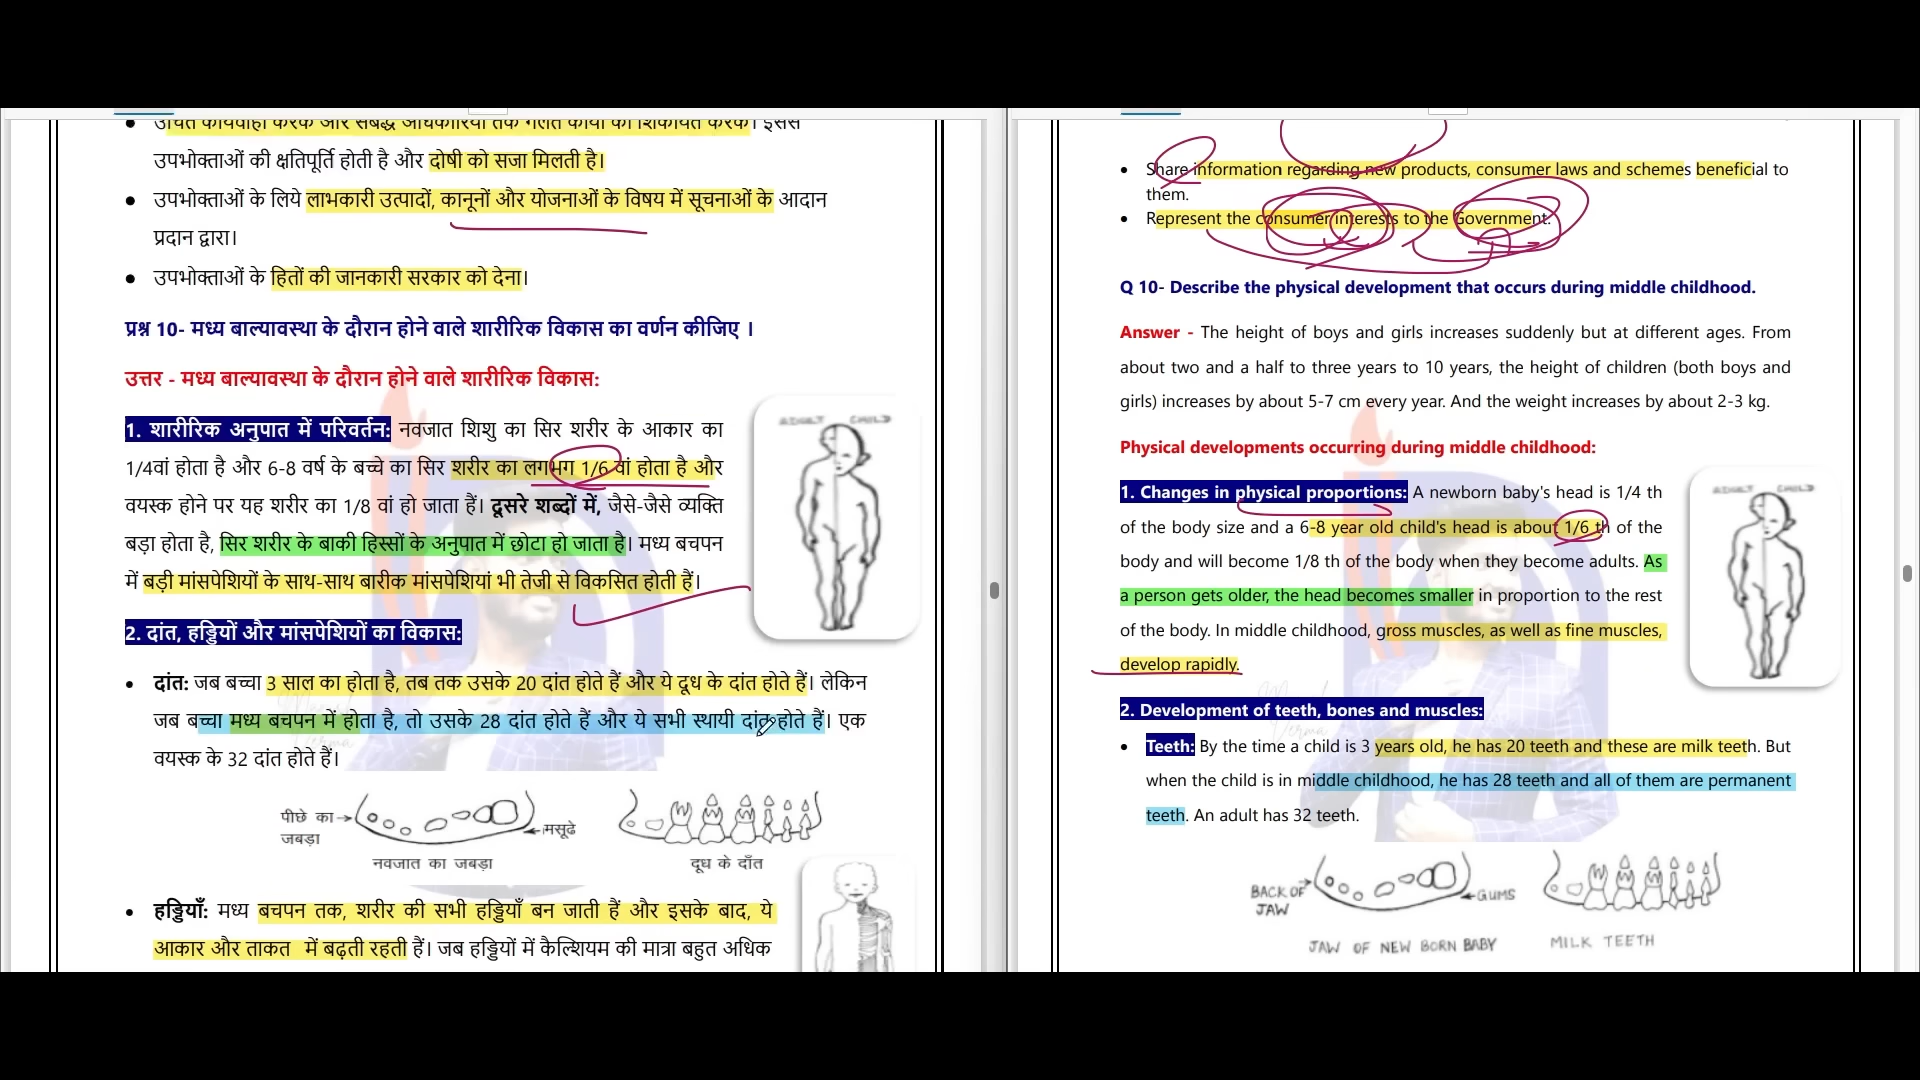 उचित कार्यवाही करके और संबद्ध अधिकारियों तक गलत कार्यों की शिकायत करके। इससे
उपभोक्ताओं की क्षतिपूर्ति होती है और दोषी को सजा मिलती है।
उपभोक्ताओं के लिये लाभकारी उत्पादों, कानूनों और योजनाओं के विषय में सूचनाओं के आदान
प्रदान द्वारा।
उपभोक्ताओं के हितों की जानकारी सरकार को देना।
प्रश्न 10- मध्य बाल्यावस्था के दौरान होने वाले शारीरिक विकास का वर्णन कीजिए ।
उत्तर - मध्य बाल्यावस्था के दौरान होने वाले शारीरिक विकास:
1. शारीरिक अनुपात में परिवर्तन: नवजात शिशु का सिर शरीर के आकार का
1/4वां होता है और 6-8 वर्ष के बच्चे का सिर शरीर का लगभग 1/6 वां होता है और
वयस्क होने पर यह शरीर का 1/8 वां हो जाता हैं। दूसरे शब्दों में, जैसे-जैसे व्यक्ति
बड़ा होता है, सिर शरीर के बाकी हिस्सों के अनुपात में छोटा हो जाता है। मध्य बचपन
में बड़ी मांसपेशियों के साथ-साथ बारीक मांसपेशियां भी तेजी से विकसित होती हैं।
ADULT CHILD
2. दांत, हड्डियों और मांसपेशियों का विकास:
दांत: जब बच्चा 3 साल का होता है, तब तक उसके 20 दांत होते हैं और ये दूध के दांत होते हैं। लेकिन
जब बच्चा मध्य बचपन में होता है, तो उसके 28 दांत होते हैं और ये सभी स्थायी दांत होते हैं। एक
वयस्क के 32 दांत होते हैं।
पीछे का
जबड़ा
मसूढे
नवजात का जबड़ा
दूध के दाँत
हड्डियाँ: मध्य बचपन तक, शरीर की सभी हड्डियाँ बन जाती हैं और इसके बाद, ये
आकार और ताकत में बढ़ती रहती हैं। जब हड्डियों में कैल्शियम की मात्रा बहुत अधिक
Share information regarding new products, consumer laws and schemes beneficial to
them.
Represent the consumer interests to the Government.
Q 10- Describe the physical development that occurs during middle childhood.
Answer - The height of boys and girls increases suddenly but at different ages. From
about two and a half to three years to 10 years, the height of children (both boys and
girls) increases by about 5-7 cm every year. And the weight increases by about 2-3 kg.
Physical developments occurring during middle childhood:
1. Changes in physical proportions: A newborn baby's head is 1/4 th
of the body size and a 6-8 year old child's head is about 1/6 th of the
body and will become 1/8 th of the body when they become adults. As
a person gets older, the head becomes smaller in proportion to the rest
of the body. In middle childhood, gross muscles, as well as fine muscles,
develop rapidly.
ADULT CHILD
2. Development of teeth, bones and muscles:
Teeth: By the time a child is 3 years old, he has 20 teeth and these are milk teeth. But
when the child is in middle childhood, he has 28 teeth and all of them are permanent
teeth. An adult has 32 teeth.
BACK OF
JAW
GUMS
JAW OF NEW BORN BABY
MILK TEETH